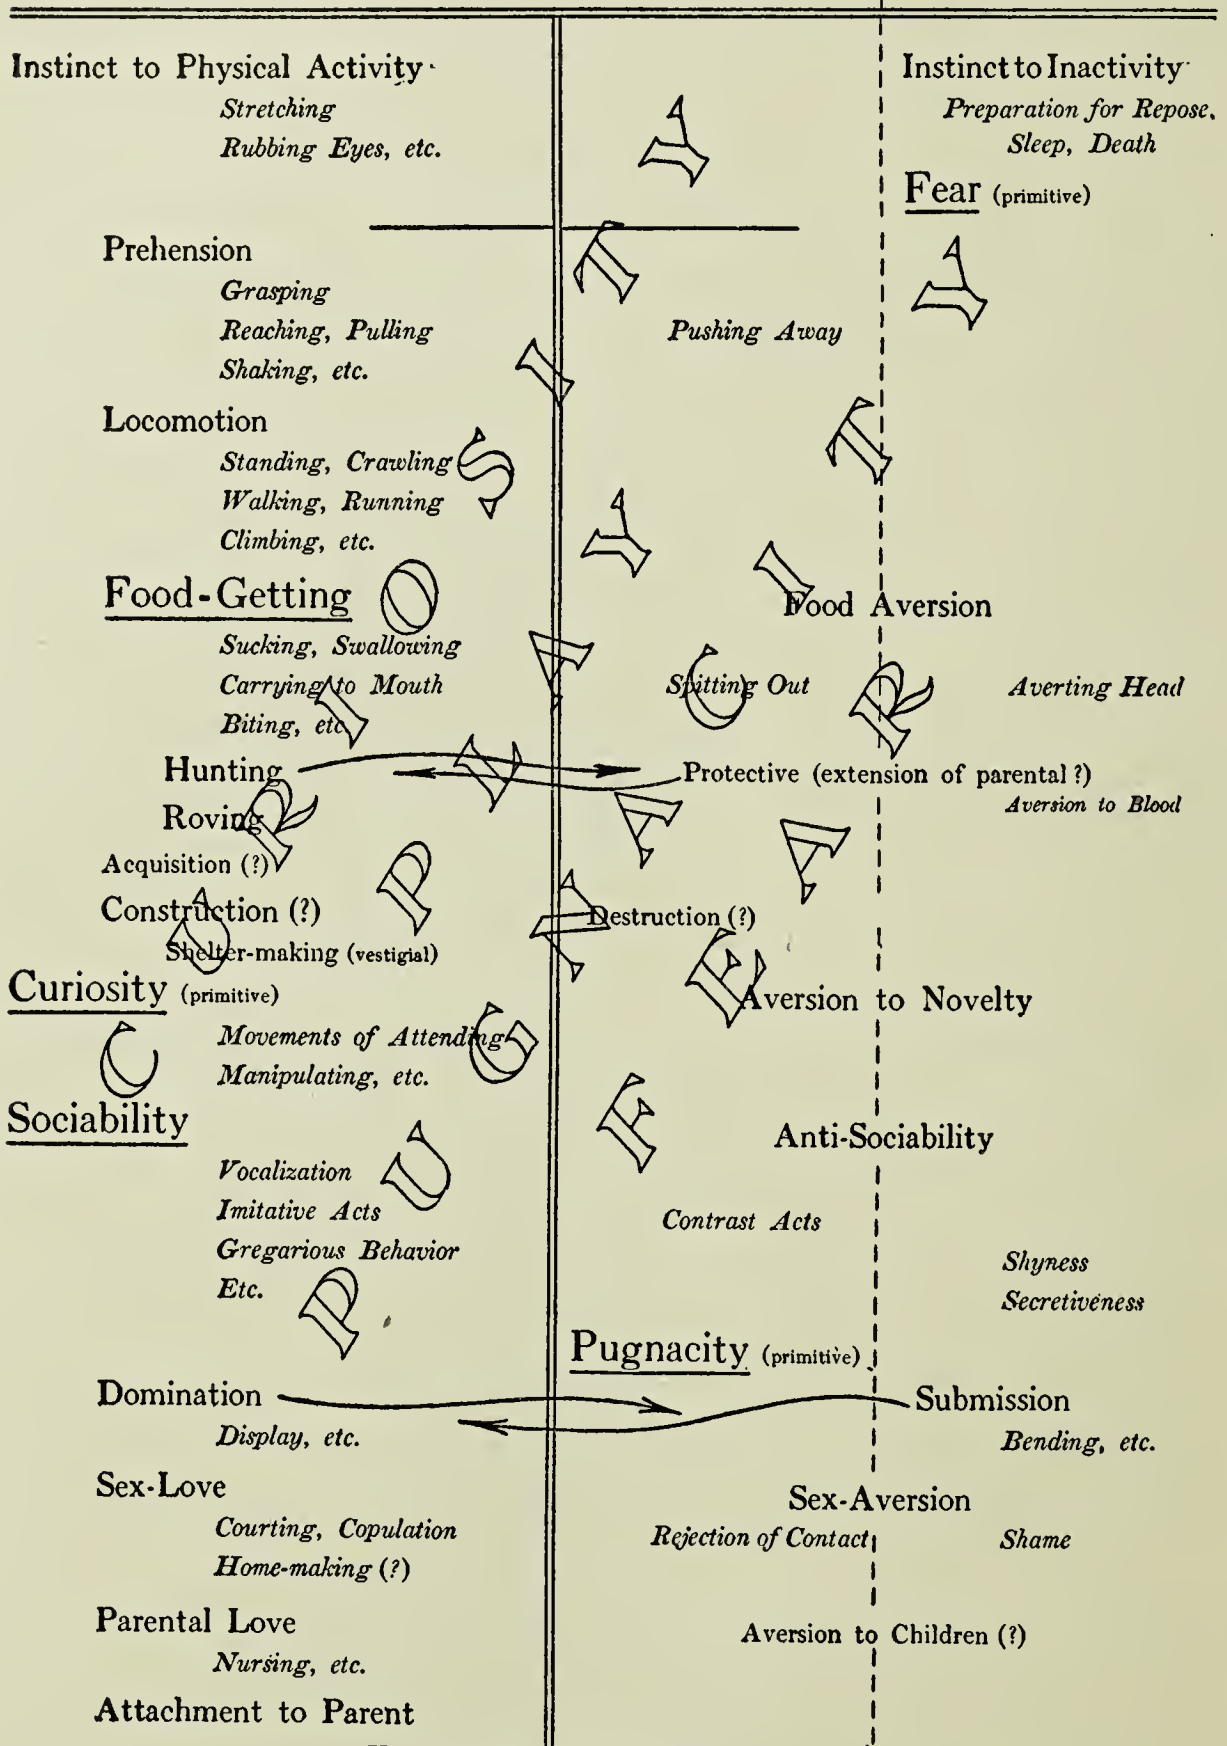 Instinct to Physical Activity
Stretching
Rubbing Eyes, etc.
Instinct to Inactivity
Preparation for Repose,
Sleep, Death
Fear (primitive)
Prehension
Grasping
Reaching, Pulling
Pushing Away
Shaking, etc.
Locomotion
Standing, Crawling
Walking, Running
Climbing, etc.
Food-Getting
Food Aversion
Sucking, Swallowing
Carrying to Mouth
Spitting Out
Averting Head
Biting, etc.
Hunting
Protective (extension of parental ?)
Aversion to Blood
Roving
Acquisition (?)
Construction (?)
Destruction (?)
Shelter-making (vestigial)
Curiosity (primitive)
Aversion to Novelty
Movements of Attending
Manipulating, etc.
Sociability
Anti-Sociability
Vocalization
Imitative Acts
Contrast Acts
Gregarious Behavior
Shyness
Etc.
Secretiveness
Pugnacity (primitive)
Domination
Submission
Display, etc.
Bending, etc.
Sex-Love
Sex-Aversion
Courting, Copulation
Rejection of Contact
Shame
Home-making (?)
Parental Love
Aversion to Children (?)
Nursing, etc.
Attachment to Parent
CURIOSITY
PLAY
PUGNACITY
FEAR